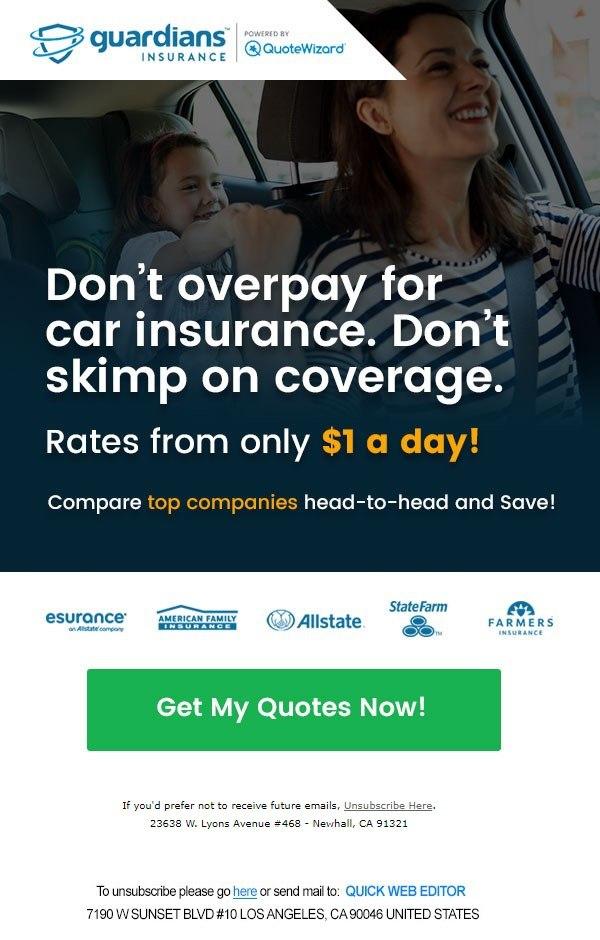 guardians™
INSURANCE
POWERED BY
QuoteWizard®
Don't overpay for
car insurance. Don't
skimp on coverage.
Rates from only $1 a day!
Compare top companies head-to-head and Save!
esurance®
an Allstate company
AMERICAN FAMILY
INSURANCE
Allstate.
StateFarm™
FARMERS
INSURANCE
Get My Quotes Now!
If you'd prefer not to receive future emails, Unsubscribe Here.
23638 W. Lyons Avenue #468 - Newhall, CA 91321
To unsubscribe please go here or send mail to: QUICK WEB EDITOR
7190 W SUNSET BLVD #10 LOS ANGELES, CA 90046 UNITED STATES